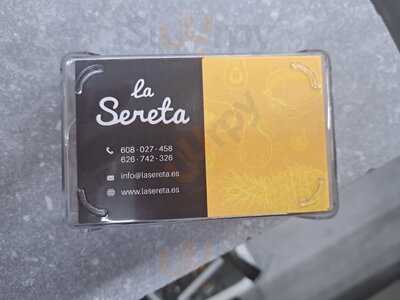 la
Sereta
608·027·458
626·742·326
info@lasereta.es
www.lasereta.es